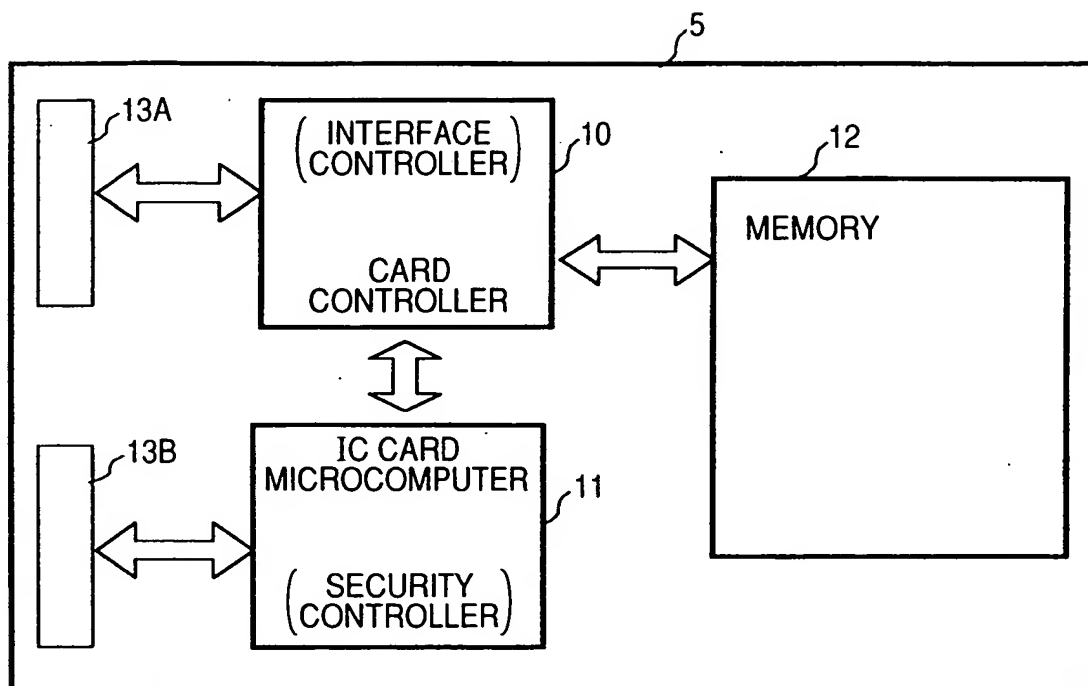 5
13A
(INTERFACE
CONTROLLER)
10
CARD
CONTROLLER
12
MEMORY
13B
IC CARD
MICROCOMPUTER
11
(SECURITY
CONTROLLER)